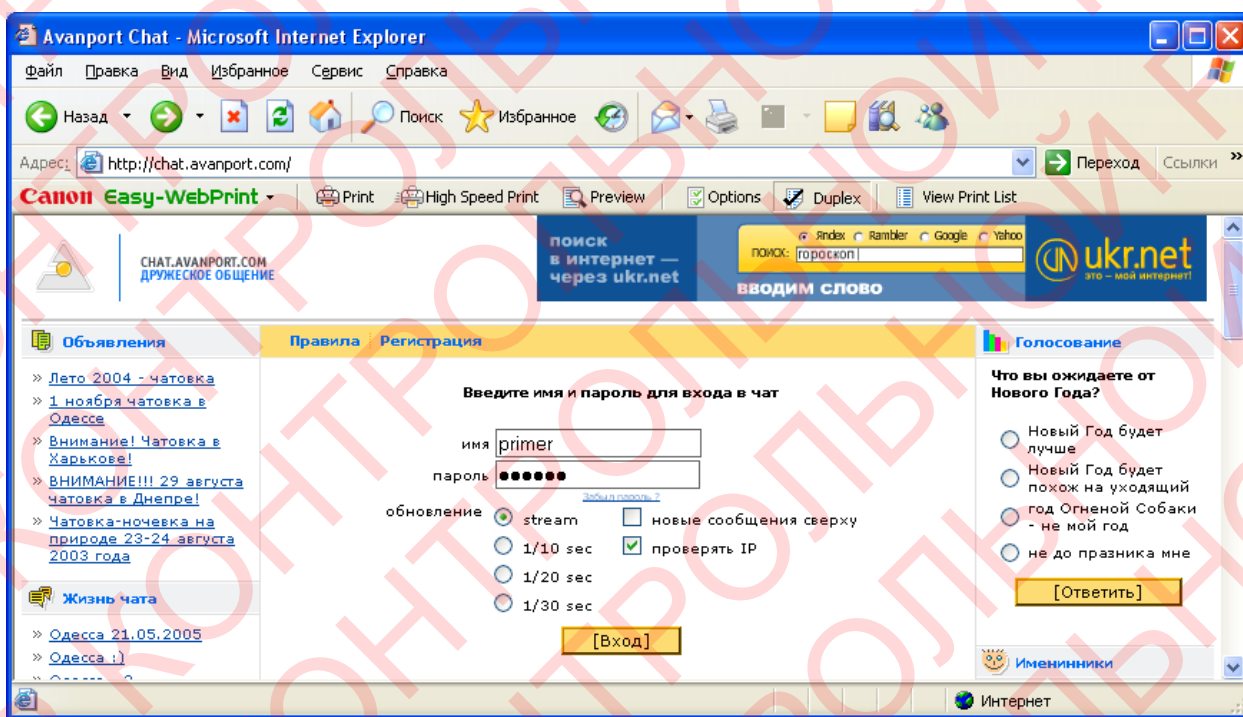 Avanport Chat - Microsoft Internet Explorer
Файл Правка Вид Избранное Сервис Справка
Назад Поиск Избранное
Адрес: http://chat.avanport.com/ Переход Ссылки »
Canon Easy-WebPrint Print High Speed Print Preview Options Duplex View Print List
CHAT.AVANPORT.COM
ДРУЖЕСКОЕ ОБЩЕНИЕ
поиск
в интернет —
через ukr.net
Яndex Rambler Google Yahoo
ПОИСК: гороскоп
вводим слово
ukr.net
это – мой интернет!
Объявления
» Лето 2004 - чатовка
» 1 ноября чатовка в
Одессе
» Внимание! Чатовка в
Харькове!
» ВНИМАНИЕ!!! 29 августа
чатовка в Днепре!
» Чатовка-ночевка на
природе 23-24 августа
2003 года
Жизнь чата
» Одесса 21.05.2005
» Одесса :)
Правила Регистрация
Введите имя и пароль для входа в чат
имя primer
пароль ●●●●●●
Забыл пароль ?
обновление stream новые сообщения сверху
1/10 sec проверять IP
1/20 sec
1/30 sec
[Вход]
Голосование
Что вы ожидаете от
Нового Года?
Новый Год будет
лучше
Новый Год будет
похож на уходящий
год Огненой Собаки
- не мой год
не до празника мне
[Ответить]
Именинники
Интернет
КОНТРОЛЬНОЙ